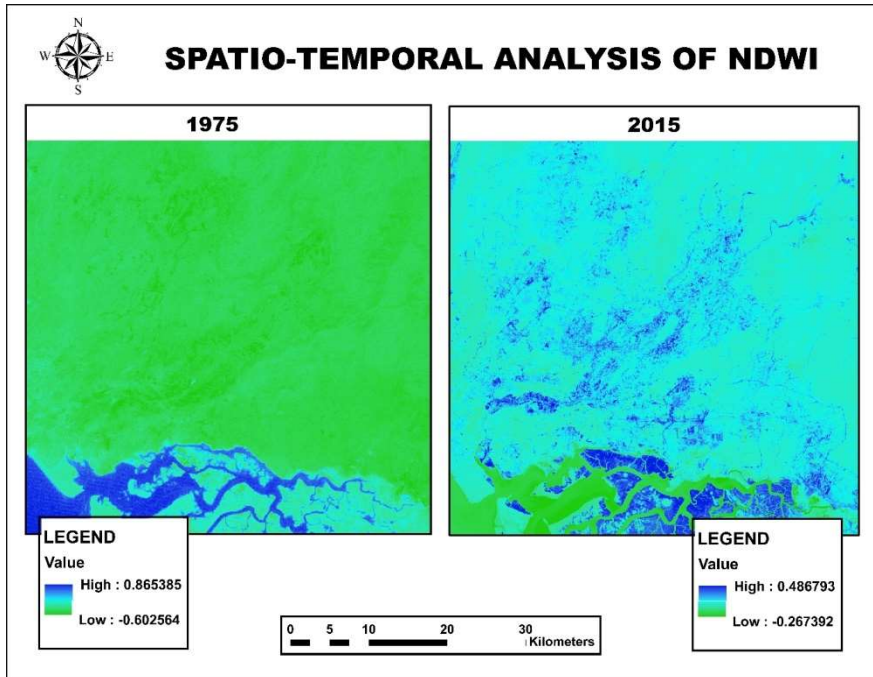 N
W E
S
SPATIO-TEMPORAL ANALYSIS OF NDWI
1975
2015
LEGEND
Value
High : 0.865385
Low : -0.602564
LEGEND
Value
High : 0.486793
Low : -0.267392
0 5 10 20 30
Kilometers